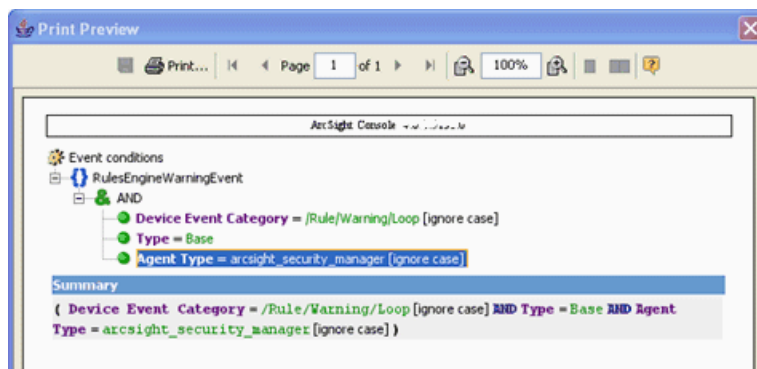 Print Preview
Print... Page 1 of 1 100%
ArcSight Console
Event conditions
RulesEngineWarningEvent
AND
Device Event Category = /Rule/Warning/Loop [ignore case]
Type = Base
Agent Type = arcsight_security_manager [ignore case]
Summary
( Device Event Category = /Rule/Warning/Loop [ignore case] AND Type = Base AND Agent
Type = arcsight_security_manager [ignore case] )